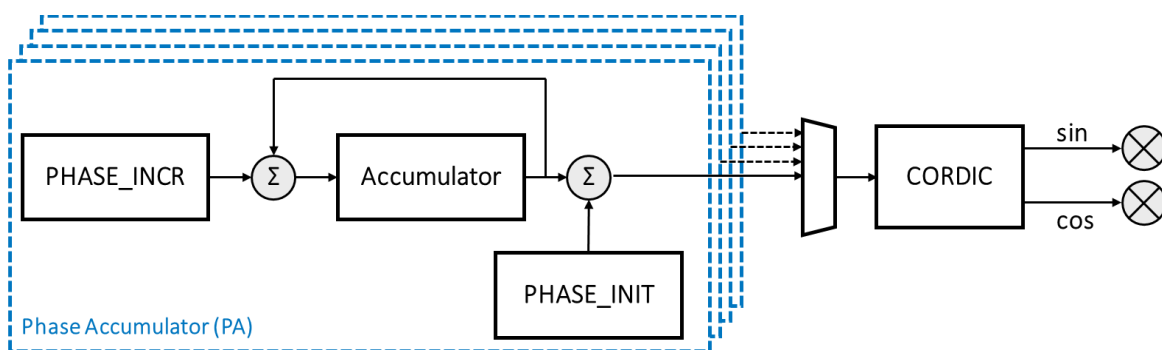 PHASE_INCR
Σ
Accumulator
Σ
PHASE_INIT
Phase Accumulator (PA)
CORDIC
sin
cos